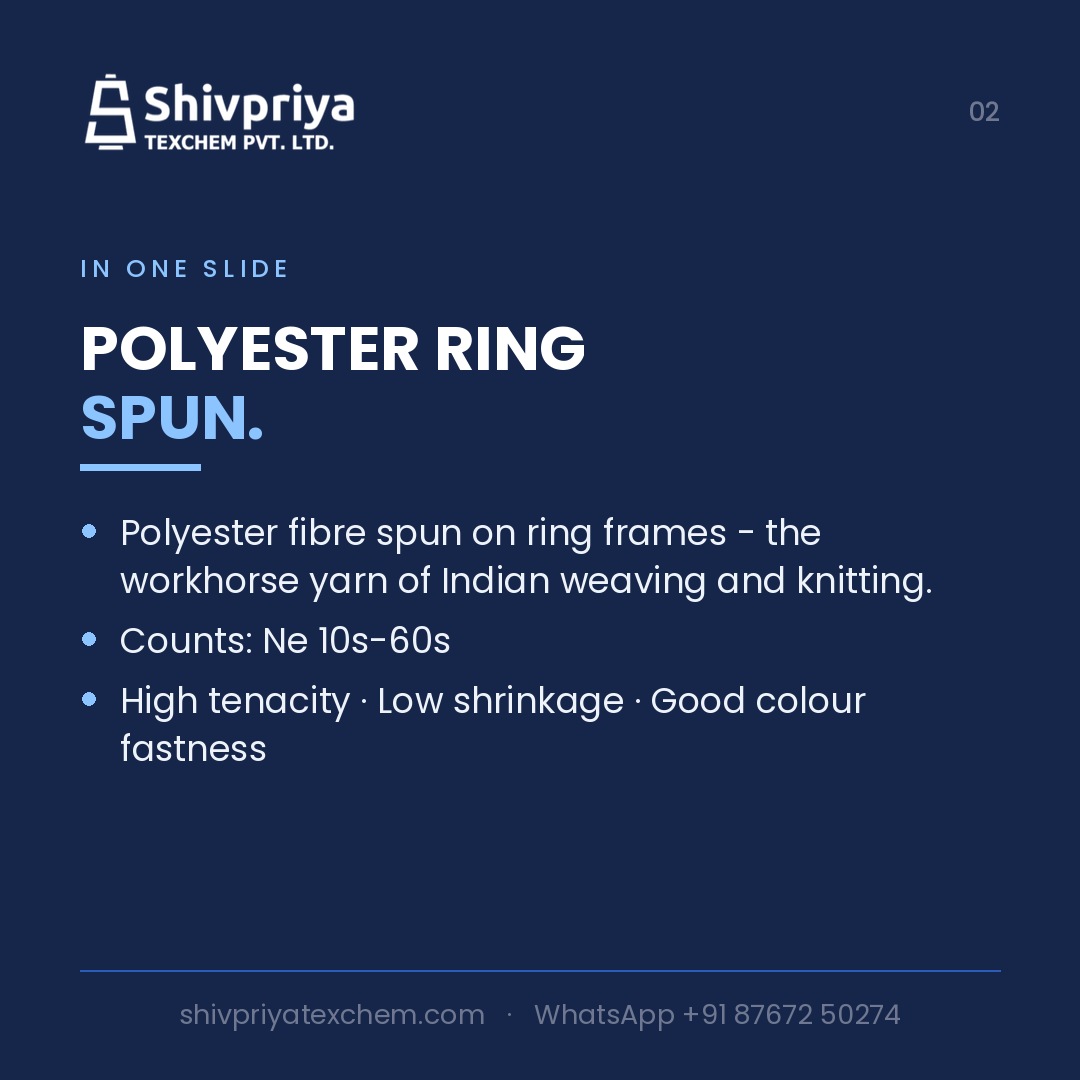 Shivpriya
TEXCHEM PVT. LTD.
02
IN ONE SLIDE
POLYESTER RING
SPUN.
• Polyester fibre spun on ring frames - the
workhorse yarn of Indian weaving and knitting.
• Counts: Ne 10s-60s
• High tenacity · Low shrinkage · Good colour
fastness
shivpriyatexchem.com · WhatsApp +91 87672 50274